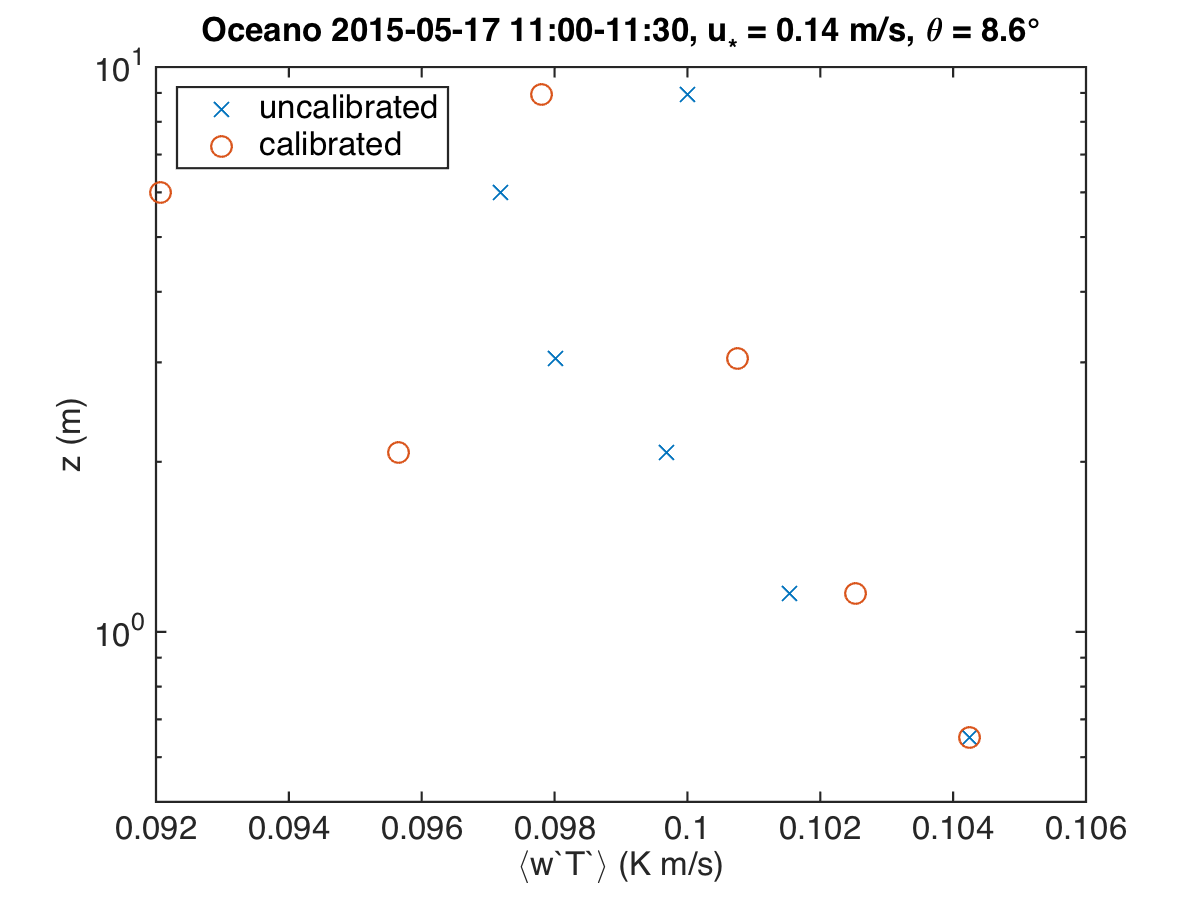 Oceano 2015-05-17 11:00-11:30, u* = 0.14 m/s, θ = 8.6°
10^1
uncalibrated
calibrated
z (m)
10^0
0.092 0.094 0.096 0.098 0.1 0.102 0.104 0.106
⟨w`T`⟩ (K m/s)